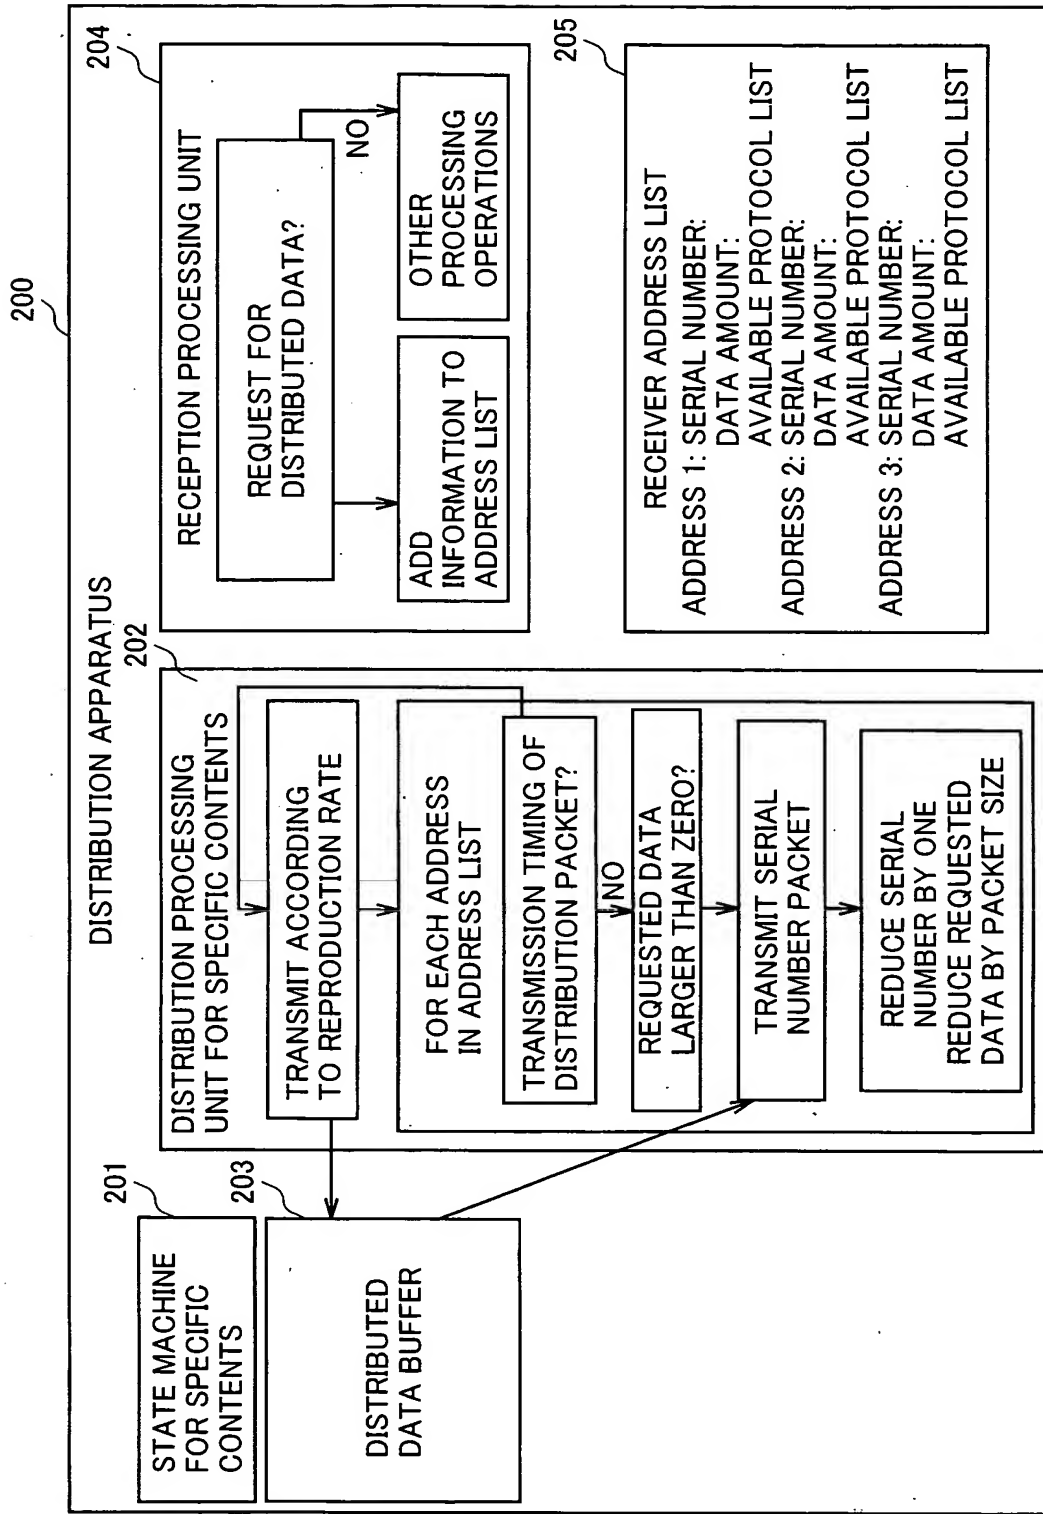 200
DISTRIBUTION APPARATUS
201
STATE MACHINE
FOR SPECIFIC
CONTENTS
203
DISTRIBUTED
DATA BUFFER
202
DISTRIBUTION PROCESSING
UNIT FOR SPECIFIC CONTENTS
TRANSMIT ACCORDING
TO REPRODUCTION RATE
FOR EACH ADDRESS
IN ADDRESS LIST
TRANSMISSION TIMING OF
DISTRIBUTION PACKET?
NO
REQUESTED DATA
LARGER THAN ZERO?
TRANSMIT SERIAL
NUMBER PACKET
REDUCE SERIAL
NUMBER BY ONE
REDUCE REQUESTED
DATA BY PACKET SIZE
204
RECEPTION PROCESSING UNIT
REQUEST FOR
DISTRIBUTED DATA?
NO
ADD
INFORMATION TO
ADDRESS LIST
OTHER
PROCESSING
OPERATIONS
205
RECEIVER ADDRESS LIST
ADDRESS 1: SERIAL NUMBER:
DATA AMOUNT:
AVAILABLE PROTOCOL LIST
ADDRESS 2: SERIAL NUMBER:
DATA AMOUNT:
AVAILABLE PROTOCOL LIST
ADDRESS 3: SERIAL NUMBER:
DATA AMOUNT:
AVAILABLE PROTOCOL LIST